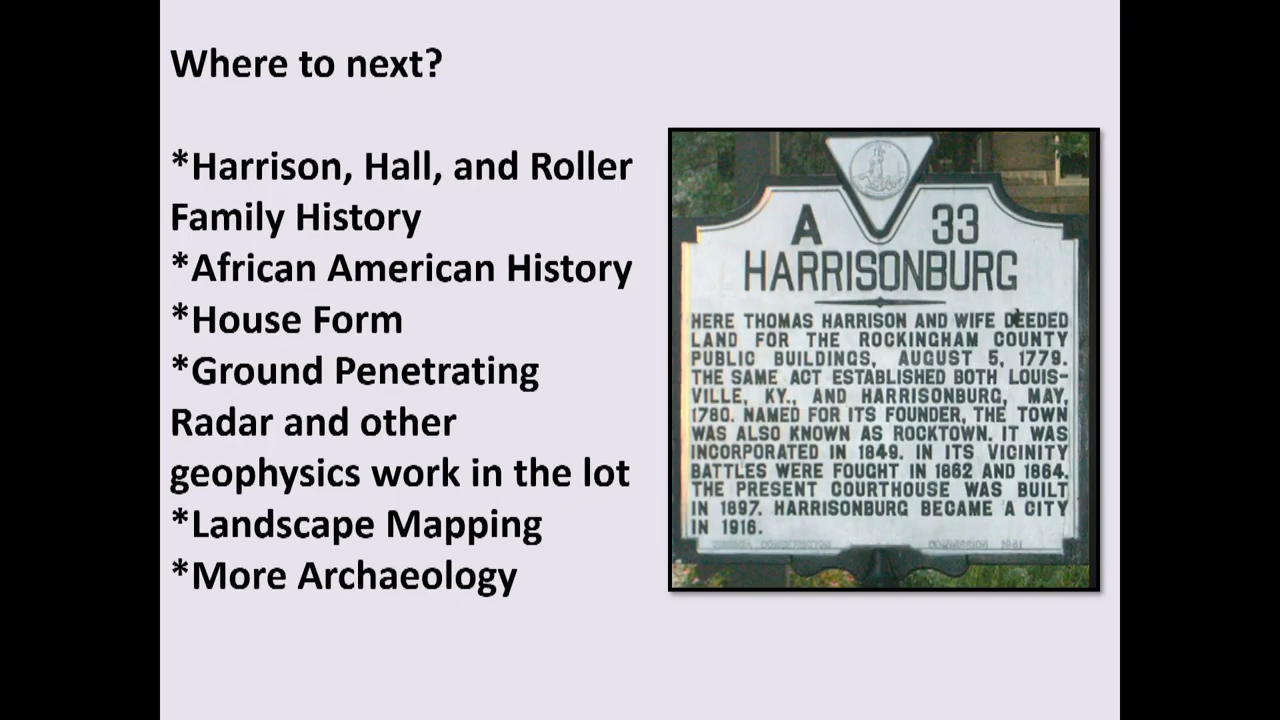 Where to next?
*Harrison, Hall, and Roller
Family History
*African American History
*House Form
*Ground Penetrating
Radar and other
geophysics work in the lot
*Landscape Mapping
*More Archaeology
A 33
HARRISONBURG
HERE THOMAS HARRISON AND WIFE DEEDED
LAND FOR THE ROCKINGHAM COUNTY
PUBLIC BUILDINGS, AUGUST 5, 1779.
THE SAME ACT ESTABLISHED BOTH LOUIS-
VILLE, KY., AND HARRISONBURG, MAY,
1780. NAMED FOR ITS FOUNDER, THE TOWN
WAS ALSO KNOWN AS ROCKTOWN. IT WAS
INCORPORATED IN 1849. IN ITS VICINITY
BATTLES WERE FOUGHT IN 1862 AND 1864.
THE PRESENT COURTHOUSE WAS BUILT
IN 1897. HARRISONBURG BECAME A CITY
IN 1916.